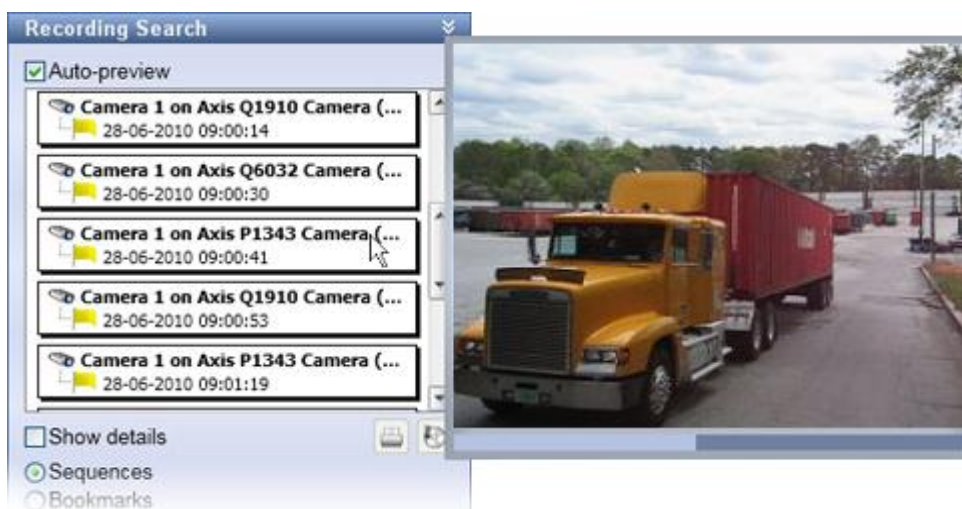 Recording Search
Auto-preview
Camera 1 on Axis Q1910 Camera (...
28-06-2010 09:00:14
Camera 1 on Axis Q6032 Camera (...
28-06-2010 09:00:30
Camera 1 on Axis P1343 Camera (...
28-06-2010 09:00:41
Camera 1 on Axis Q1910 Camera (...
28-06-2010 09:00:53
Camera 1 on Axis P1343 Camera (...
28-06-2010 09:01:19
Show details
Sequences
Bookmarks